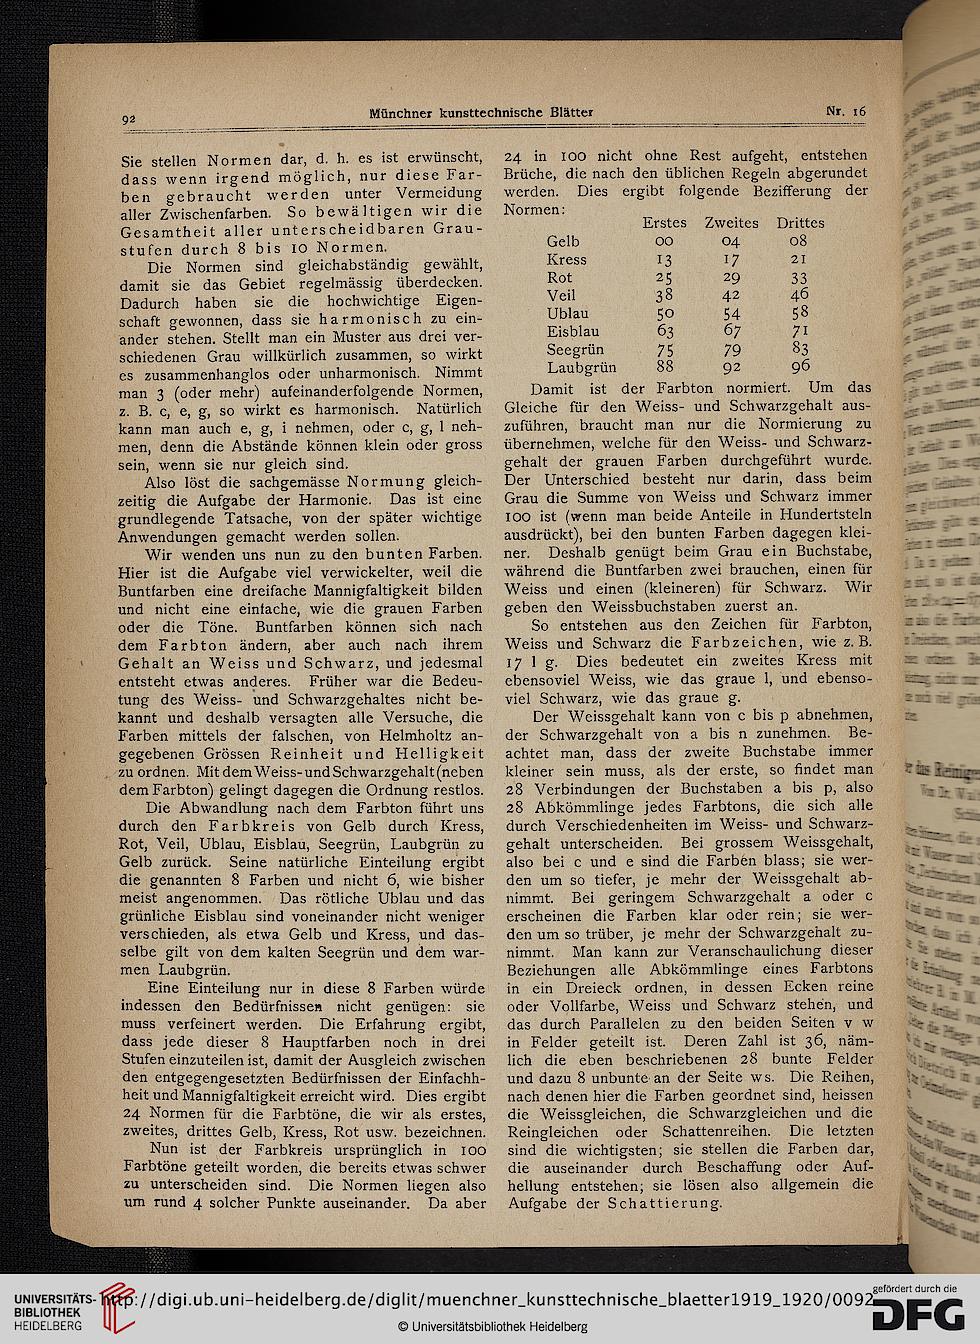 92
Münchner kunsttechnische Blätter
Nr. 16
Sie stellen Normen dar, d. h. es ist erwünscht,
dass wenn irgend möglich, nur diese Far-
ben gebraucht werden unter Vermeidung
aller Zwischenfarben. So bewältigen wir die
Gesamtheit aller unterscheidbaren Grau-
stufen durch 8 bis 10 Normen.
Die Normen sind gleichabständig gewählt,
damit sie das Gebiet regelmässig überdecken.
Dadurch haben sie die hochwichtige Eigen-
schaft gewonnen, dass sie harmonisch zu ein-
ander stehen. Stellt man ein Muster aus drei ver-
schiedenen Grau willkürlich zusammen, so wirkt
es zusammenhanglos oder unharmonisch. Nimmt
man 3 (oder mehr) aufeinanderfolgende Normen,
z. B. c, e, g, so wirkt es harmonisch. Natürlich
kann man auch e, g, i nehmen, oder c, g, l neh-
men, denn die Abstände können klein oder gross
sein, wenn sie nur gleich sind.
Also löst die sachgemässe Normung gleich-
zeitig die Aufgabe der Harmonie. Das ist eine
grundlegende Tatsache, von der später wichtige
Anwendungen gemacht werden sollen.
Wir wenden uns nun zu den bunten Farben.
Hier ist die Aufgabe viel verwickelter, weil die
Buntfarben eine dreifache Mannigfaltigkeit bilden
und nicht eine einfache, wie die grauen Farben
oder die Töne. Buntfarben können sich nach
dem Farbton ändern, aber auch nach ihrem
Gehalt an Weiss und Schwarz, und jedesmal
entsteht etwas anderes. Früher war die Bedeu-
tung des Weiss- und Schwarzgehaltes nicht be-
kannt und deshalb versagten alle Versuche, die
Farben mittels der falschen, von Helmholtz an-
gegebenen Grössen Reinheit und Helligkeit
zu ordnen. Mit dem Weiss- und Schwarzgehalt (neben
dem Farbton) gelingt dagegen die Ordnung restlos.
Die Abwandlung nach dem Farbton führt uns
durch den Farbkreis von Gelb durch Kress,
Rot, Veil, Ublau, Eisblau, Seegrün, Laubgrün zu
Gelb zurück. Seine natürliche Einteilung ergibt
die genannten 8 Farben und nicht 6, wie bisher
meist angenommen. Das rötliche Ublau und das
grünliche Eisblau sind voneinander nicht weniger
verschieden, als etwa Gelb und Kress, und das-
selbe gilt von dem kalten Seegrün und dem war-
men Laubgrün.
Eine Einteilung nur in diese 8 Farben würde
indessen den Bedürfnissen nicht genügen: sie
muss verfeinert werden. Die Erfahrung ergibt,
dass jede dieser 8 Hauptfarben noch in drei
Stufen einzuteilen ist, damit der Ausgleich zwischen
den entgegengesetzten Bedürfnissen der Einfachh-
heit und Mannigfaltigkeit erreicht wird. Dies ergibt
24 Normen für die Farbtöne, die wir als erstes,
zweites, drittes Gelb, Kress, Rot usw. bezeichnen.
Nun ist der Farbkreis ursprünglich in 100
Farbtöne geteilt worden, die bereits etwas schwer
zu unterscheiden sind. Die Normen liegen also
um rund 4 solcher Punkte auseinander. Da aber
24 in 100 nicht ohne Rest aufgeht, entstehen
Brüche, die nach den üblichen Regeln abgerundet
werden. Dies ergibt folgende Bezifferung der
Normen:
Erstes Zweites Drittes
Gelb 00 04 08
Kress 13 17 21
Rot 25 29 33
Veil 38 42 46
Ublau 50 54 58
Eisblau 63 67 71
Seegrün 75 79 83
Laubgrün 88 92 96
Damit ist der Farbton normiert. Um das
Gleiche für den Weiss- und Schwarzgehalt aus-
zuführen, braucht man nur die Normierung zu
übernehmen, welche für den Weiss- und Schwarz-
gehalt der grauen Farben durchgeführt wurde.
Der Unterschied besteht nur darin, dass beim
Grau die Summe von Weiss und Schwarz immer
100 ist (wenn man beide Anteile in Hundertsteln
ausdrückt), bei den bunten Farben dagegen klei-
ner. Deshalb genügt beim Grau ein Buchstabe,
während die Buntfarben zwei brauchen, einen für
Weiss und einen (kleineren) für Schwarz. Wir
geben den Weissbuchstaben zuerst an.
So entstehen aus den Zeichen für Farbton,
Weiss und Schwarz die Farbzeichen, wie z. B.
17 l g. Dies bedeutet ein zweites Kress mit
ebensoviel Weiss, wie das graue l, und ebenso-
viel Schwarz, wie das graue g.
Der Weissgehalt kann von c bis p abnehmen,
der Schwarzgehalt von a bis n zunehmen. Be-
achtet man, dass der zweite Buchstabe immer
kleiner sein muss, als der erste, so findet man
28 Verbindungen der Buchstaben a bis p, also
28 Abkömmlinge jedes Farbtons, die sich alle
durch Verschiedenheiten im Weiss- und Schwarz-
gehalt unterscheiden. Bei grossem Weissgehalt,
also bei c und e sind die Farben blass; sie wer-
den um so tiefer, je mehr der Weissgehalt ab-
nimmt. Bei geringem Schwarzgehalt a oder c
erscheinen die Farben klar oder rein; sie wer-
den um so trüber, je mehr der Schwarzgehalt zu-
nimmt. Man kann zur Veranschaulichung dieser
Beziehungen alle Abkömmlinge eines Farbtons
in ein Dreieck ordnen, in dessen Ecken reine
oder Vollfarbe, Weiss und Schwarz stehen, und
das durch Parallelen zu den beiden Seiten v w
in Felder geteilt ist. Deren Zahl ist 36, näm-
lich die eben beschriebenen 28 bunte Felder
und dazu 8 unbunte an der Seite w s. Die Reihen,
nach denen hier die Farben geordnet sind, heissen
die Weissgleichen, die Schwarzgleichen und die
Reingleichen oder Schattenreihen. Die letzten
sind die wichtigsten; sie stellen die Farben dar,
die auseinander durch Beschaffung oder Auf-
hellung entstehen; sie lösen also allgemein die
Aufgabe der Schattierung.
UNIVERSITÄTS-
BIBLIOTHEK
HEIDELBERG
http://digi.ub.uni-heidelberg.de/diglit/muenchner_kunsttechnische_blaetter1919_1920/0092
© Universitätsbibliothek Heidelberg
gefördert durch die
DFG